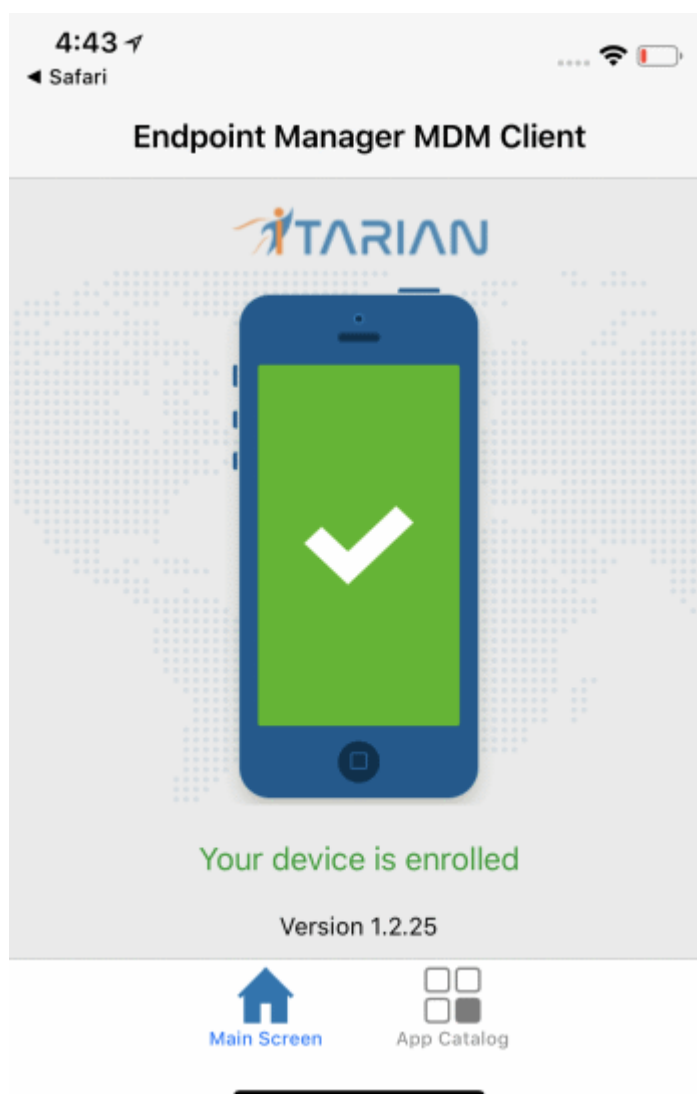 4:43
◀ Safari
Endpoint Manager MDM Client
iTARIAN
Your device is enrolled
Version 1.2.25
Main Screen
App Catalog